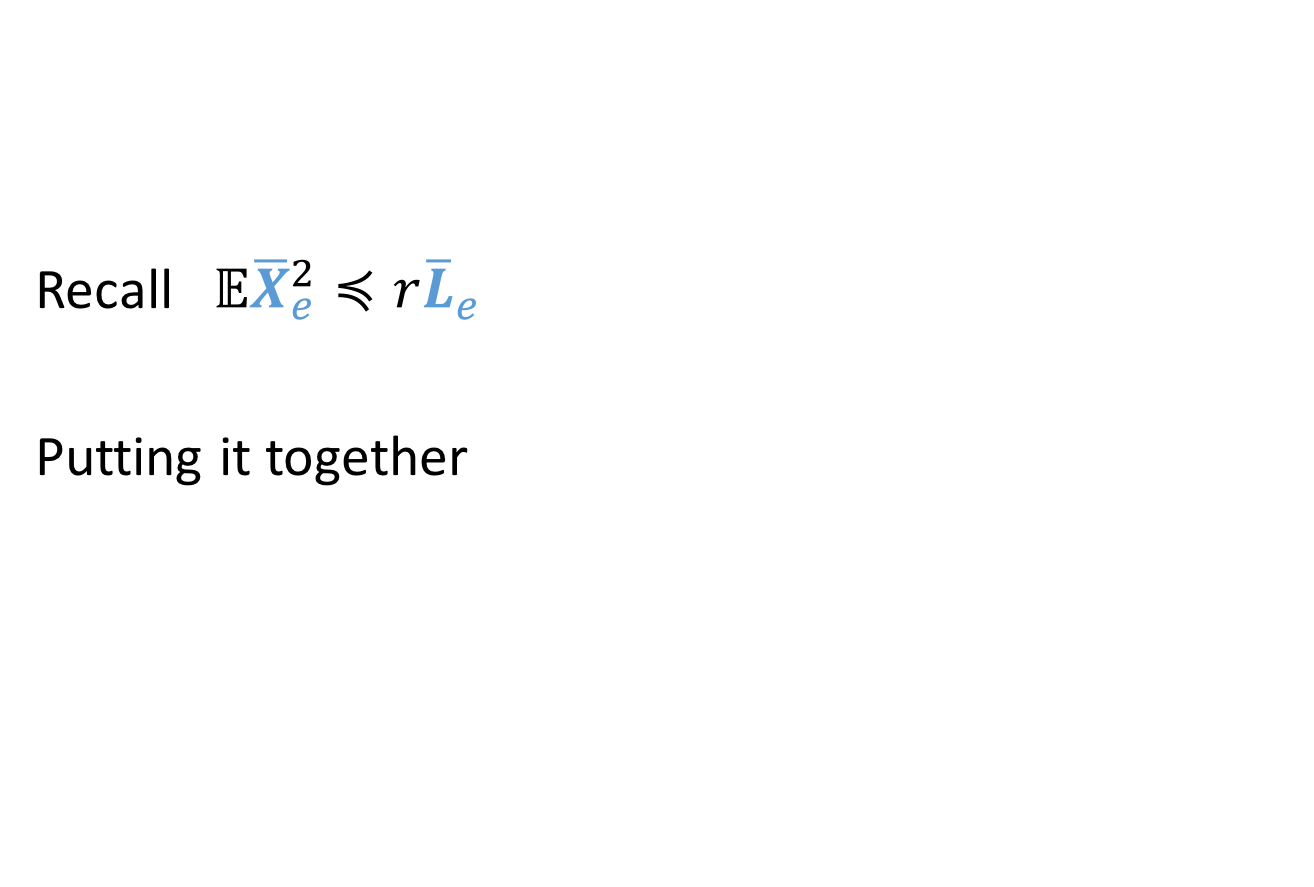 Recall 𝔼X̅ₑ² ≼ rL̅ₑ
Putting it together